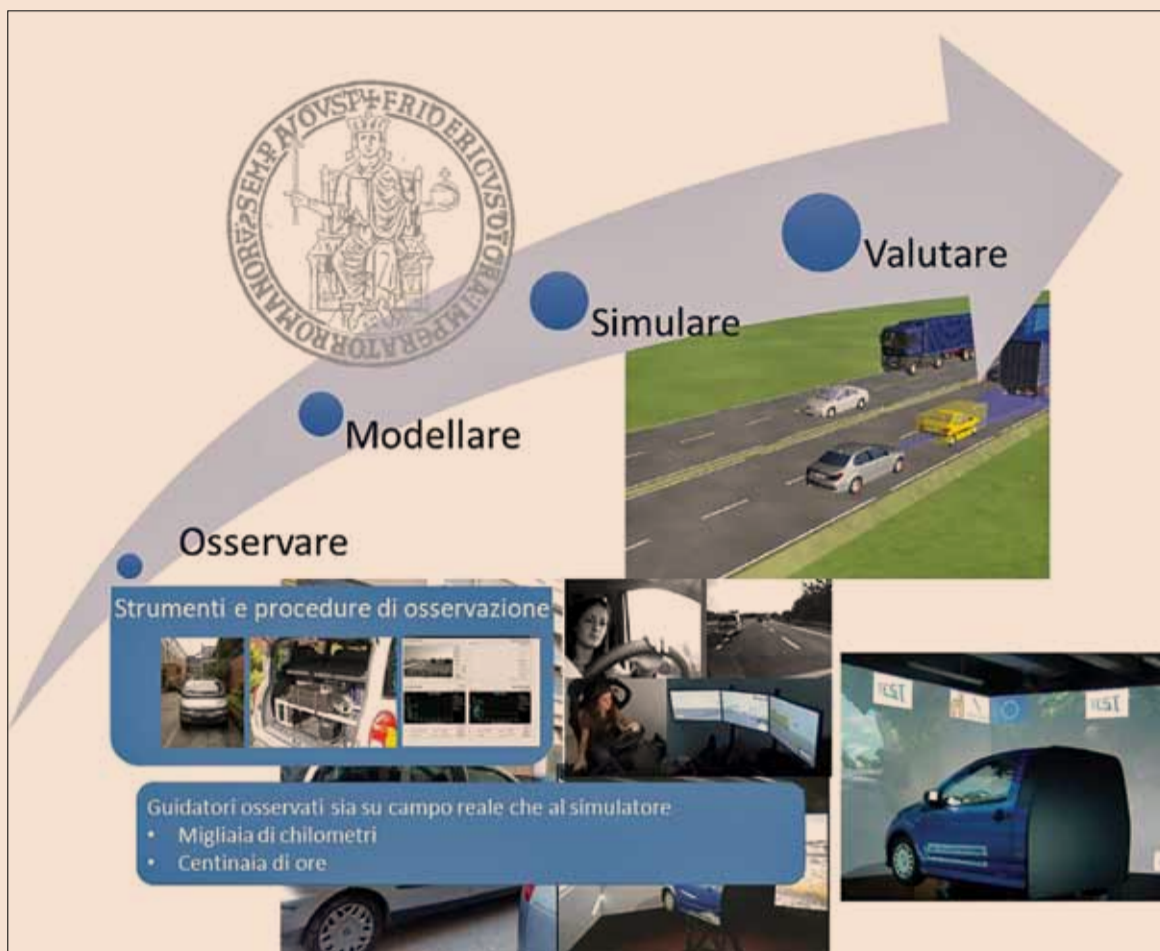 Valutare
Simulare
Modellare
Osservare
Strumenti e procedure di osservazione
Guidatori osservati sia su campo reale che al simulatore
• Migliaia di chilometri
• Centinaia di ore